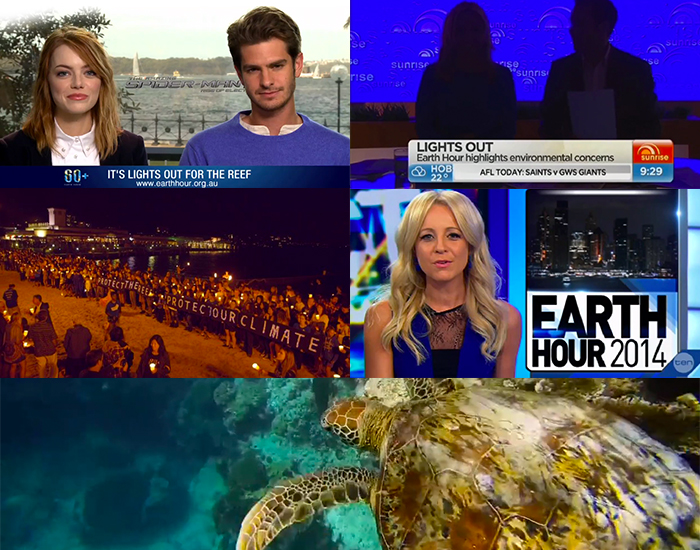 SPIDER-MAN
60+
IT'S LIGHTS OUT FOR THE REEF
www.earthhour.org.au
sunrise
LIGHTS OUT
Earth Hour highlights environmental concerns
sunrise
HOB
22°
AFL TODAY: SAINTS v GWS GIANTS
9:29
PROTECT THE REEF PROTECT OUR CLIMATE
EARTH
HOUR 2014
ten